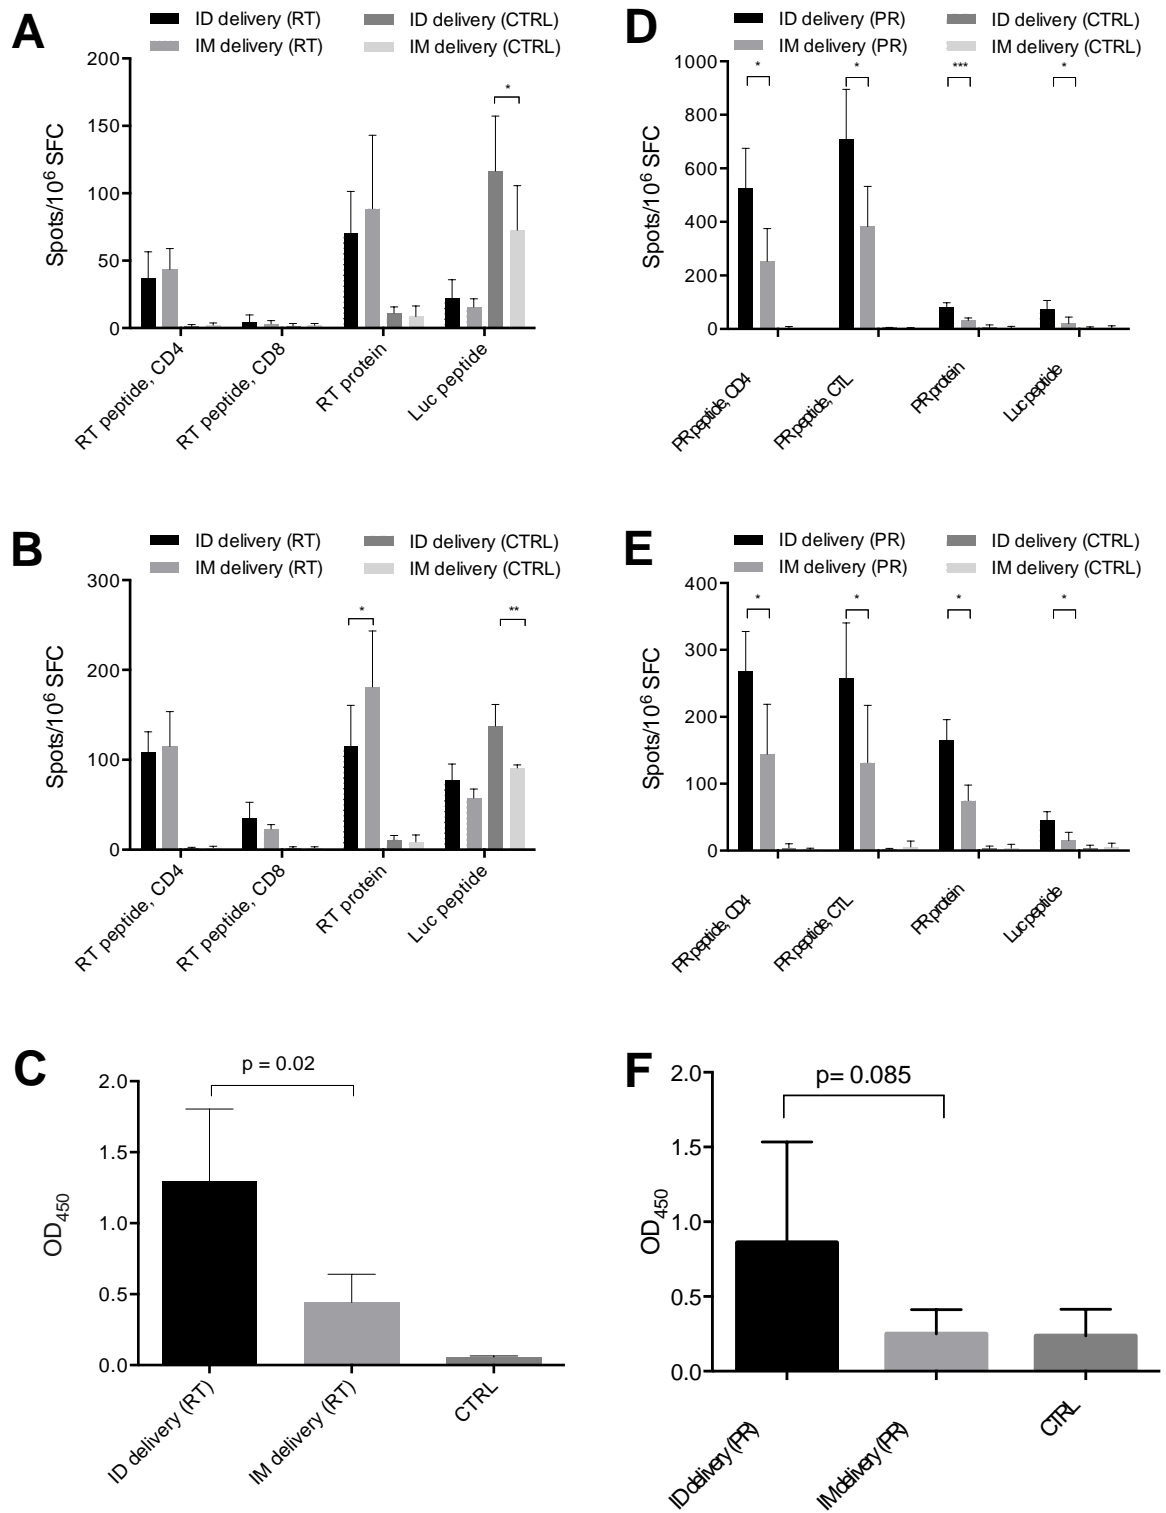 A
ID delivery (RT)
IM delivery (RT)
ID delivery (CTRL)
IM delivery (CTRL)
Spots/10⁶ SFC
200
150
100
50
0
*
RT peptide, CD4
RT peptide, CD8
RT protein
Luc peptide
D
ID delivery (PR)
IM delivery (PR)
ID delivery (CTRL)
IM delivery (CTRL)
Spots/10⁶ SFC
1000
800
600
400
200
0
*
*
***
*
PR peptide, CD4
PR peptide, CTL
PR protein
Luc peptide
B
ID delivery (RT)
IM delivery (RT)
ID delivery (CTRL)
IM delivery (CTRL)
Spots/10⁶ SFC
300
200
100
0
*
**
RT peptide, CD4
RT peptide, CD8
RT protein
Luc peptide
E
ID delivery (PR)
IM delivery (PR)
ID delivery (CTRL)
IM delivery (CTRL)
Spots/10⁶ SFC
400
300
200
100
0
*
*
*
*
PR peptide, CD4
PR peptide, CTL
PR protein
Luc peptide
C
p = 0.02
OD₄₅₀
2.0
1.5
1.0
0.5
0.0
ID delivery (RT)
IM delivery (RT)
CTRL
F
p= 0.085
OD₄₅₀
2.0
1.5
1.0
0.5
0.0
ID delivery (PR)
IM delivery (PR)
CTRL